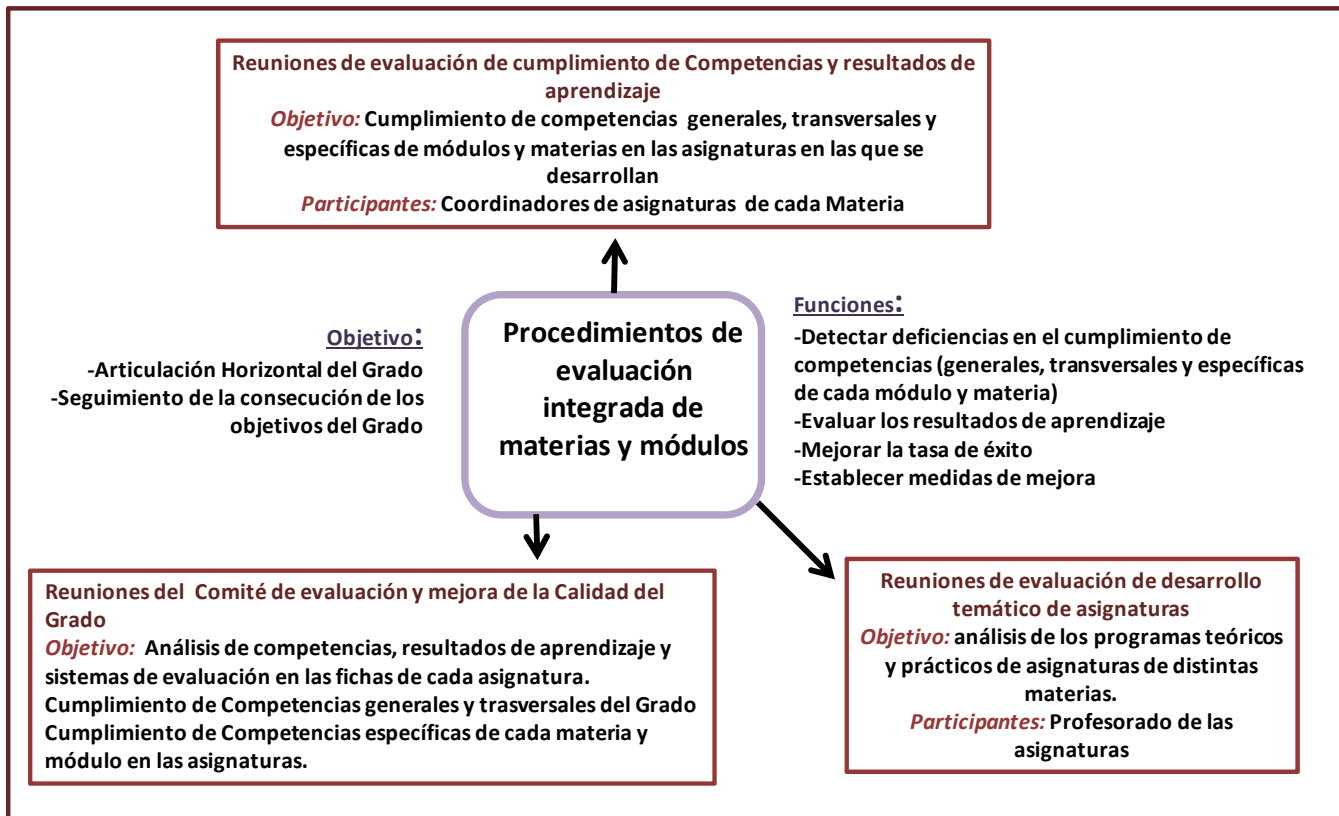 Reuniones de evaluación de cumplimiento de Competencias y resultados de
aprendizaje
Objetivo: Cumplimiento de competencias generales, transversales y
específicas de módulos y materias en las asignaturas en las que se
desarrollan
Participantes: Coordinadores de asignaturas de cada Materia
Objetivo:
-Articulación Horizontal del Grado
-Seguimiento de la consecución de los
objetivos del Grado
Procedimientos de
evaluación
integrada de
materias y módulos
Funciones:
-Detectar deficiencias en el cumplimiento de
competencias (generales, transversales y específicas
de cada módulo y materia)
-Evaluar los resultados de aprendizaje
-Mejorar la tasa de éxito
-Establecer medidas de mejora
Reuniones del Comité de evaluación y mejora de la Calidad del
Grado
Objetivo: Análisis de competencias, resultados de aprendizaje y
sistemas de evaluación en las fichas de cada asignatura.
Cumplimiento de Competencias generales y trasversales del Grado
Cumplimiento de Competencias específicas de cada materia y
módulo en las asignaturas.
Reuniones de evaluación de desarrollo
temático de asignaturas
Objetivo: análisis de los programas teóricos
y prácticos de asignaturas de distintas
materias.
Participantes: Profesorado de las
asignaturas